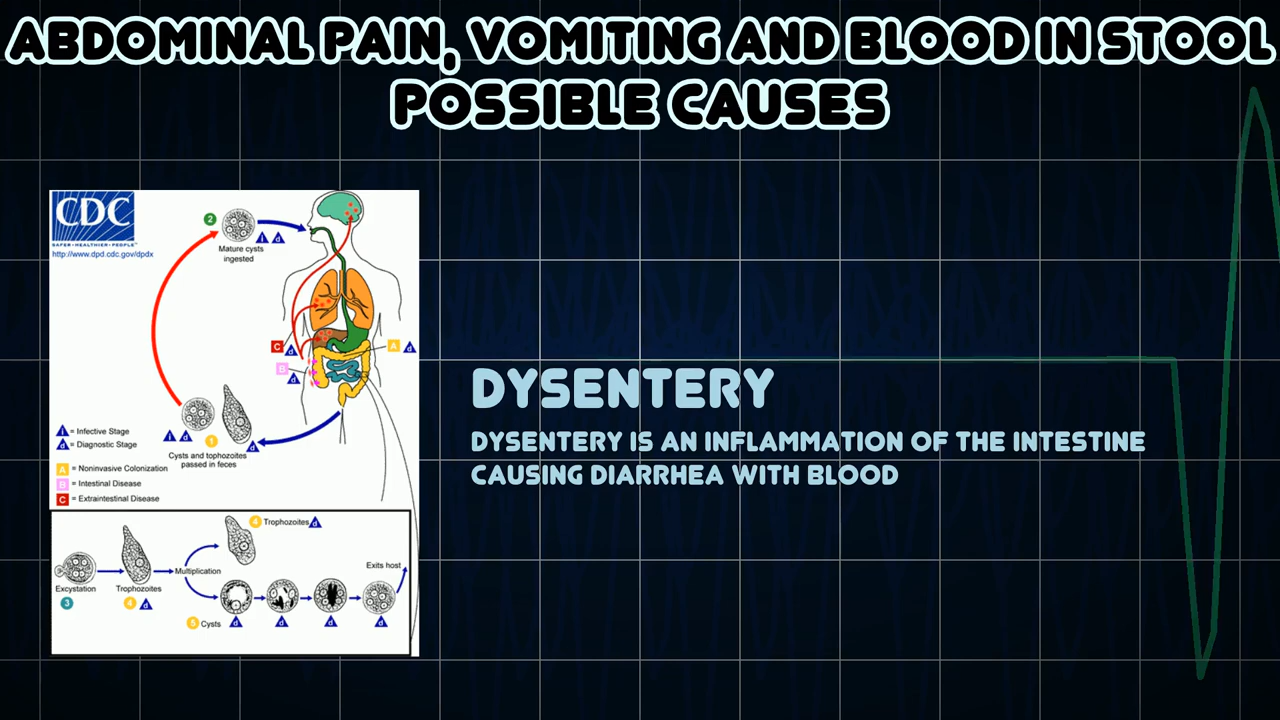 ABDOMINAL PAIN, VOMITING AND BLOOD IN STOOL
POSSIBLE CAUSES
CDC
SAFER • HEALTHIER • PEOPLE™
http://www.dpd.cdc.gov/dpdx
2
Mature cysts
ingested
i d
C d
A d
B
d
i d
1
d
Cysts and tophozoites
passed in feces
i = Infective Stage
d = Diagnostic Stage
A = Noninvasive Colonization
B = Intestinal Disease
C = Extraintestinal Disease
DYSENTERY
DYSENTERY IS AN INFLAMMATION OF THE INTESTINE
CAUSING DIARRHEA WITH BLOOD
4 Trophozoites d
Exits host
Multiplication
Excystation
Trophozoites
3
4 d
5 Cysts d d d d